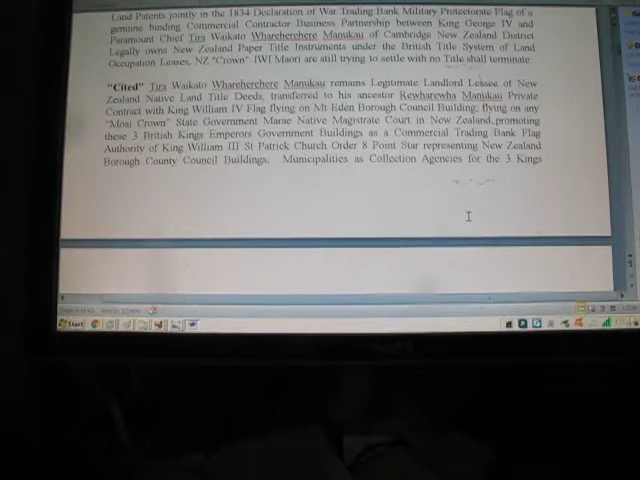 Land Patents jointly in the 1834 Declaration of War Trading Bank Military Protectorate Flag of a
genuine binding Commercial Contractor Business Partnership between King George IV and
Paramount Chief Tira Waikato Whareherehere Manukau of Cambridge New Zealand District
Legally owns New Zealand Paper Title Instruments under the British Title System of Land
Occupation Leases, NZ "Crown" IWI Maori are still trying to settle with no Title shall terminate
"Cited" Tira Waikato Whareherehere Manukau remans Legitimate Landlord Leasee of New
Zealand Native Land Title Deeds, transferred to his ancestor Rewharewha Manukau Private
Contract with King William IV Flag flying on Mt Eden Borough Council Building; flying on any
"Moai Crown" State Government Marae Native Magistrate Court in New Zealand, promoting
these 3 British Kings Emperors Government Buildings as a Commercial Trading Bank Flag
Authority of King William III St Patrick Church Order 8 Point Star representing New Zealand
Borough County Council Buildings; Municipalities as Collection Agencies for the 3 Kings
Start